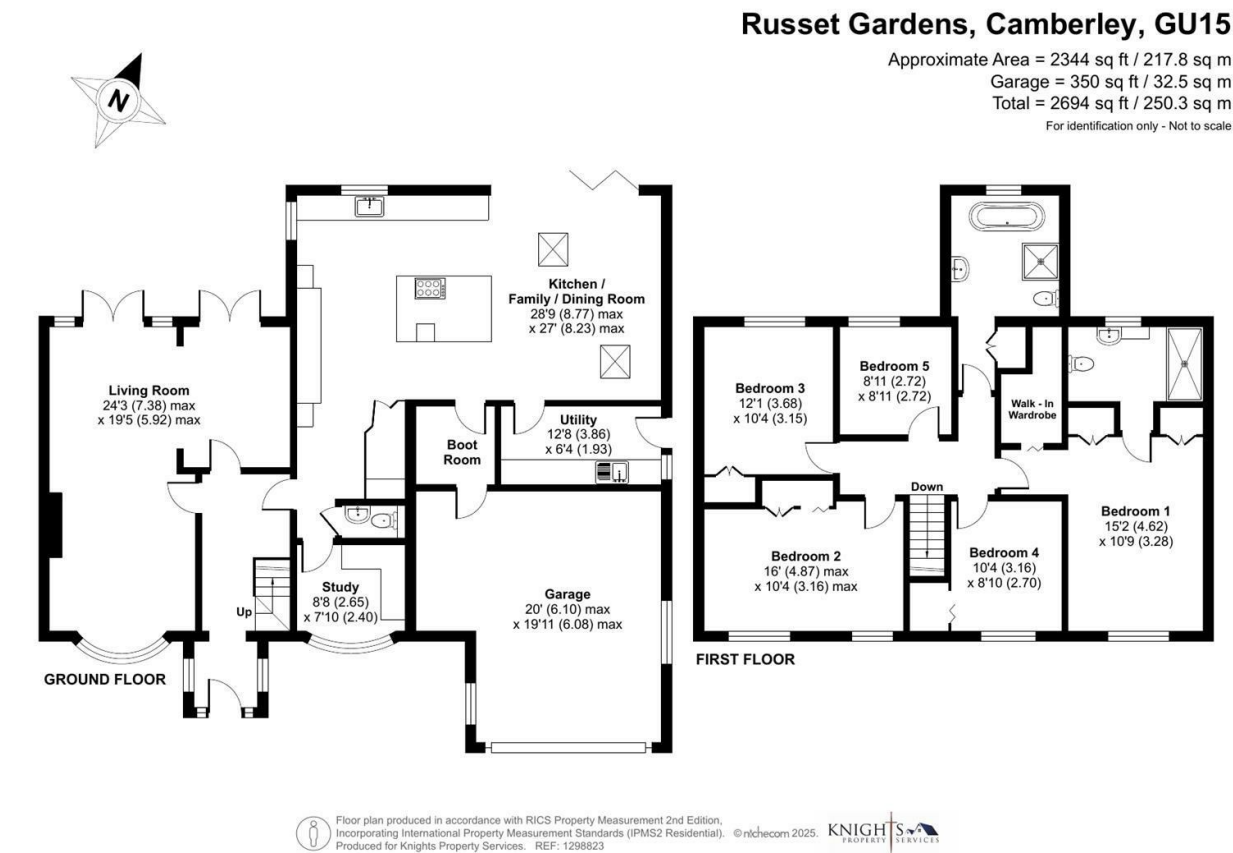 Russet Gardens, Camberley, GU15
Approximate Area = 2344 sq ft / 217.8 sq m
Garage = 350 sq ft / 32.5 sq m
Total = 2694 sq ft / 250.3 sq m
For identification only - Not to scale
N
Kitchen /
Family / Dining Room
28'9 (8.77) max
x 27' (8.23) max
Living Room
24'3 (7.38) max
x 19'5 (5.92) max
Utility
12'8 (3.86)
x 6'4 (1.93)
Boot
Room
Study
8'8 (2.65)
x 7'10 (2.40)
Up
Garage
20' (6.10) max
x 19'11 (6.08) max
GROUND FLOOR
Bedroom 3
12'1 (3.68)
x 10'4 (3.15)
Bedroom 5
8'11 (2.72)
x 8'11 (2.72)
Walk - In
Wardrobe
Down
Bedroom 1
15'2 (4.62)
x 10'9 (3.28)
Bedroom 2
16' (4.87) max
x 10'4 (3.16) max
Bedroom 4
10'4 (3.16)
x 8'10 (2.70)
FIRST FLOOR
Floor plan produced in accordance with RICS Property Measurement 2nd Edition,
Incorporating International Property Measurement Standards (IPMS2 Residential). © nichecom 2025.
Produced for Knights Property Services. REF: 1298823
KNIGHTS
PROPERTY SERVICES